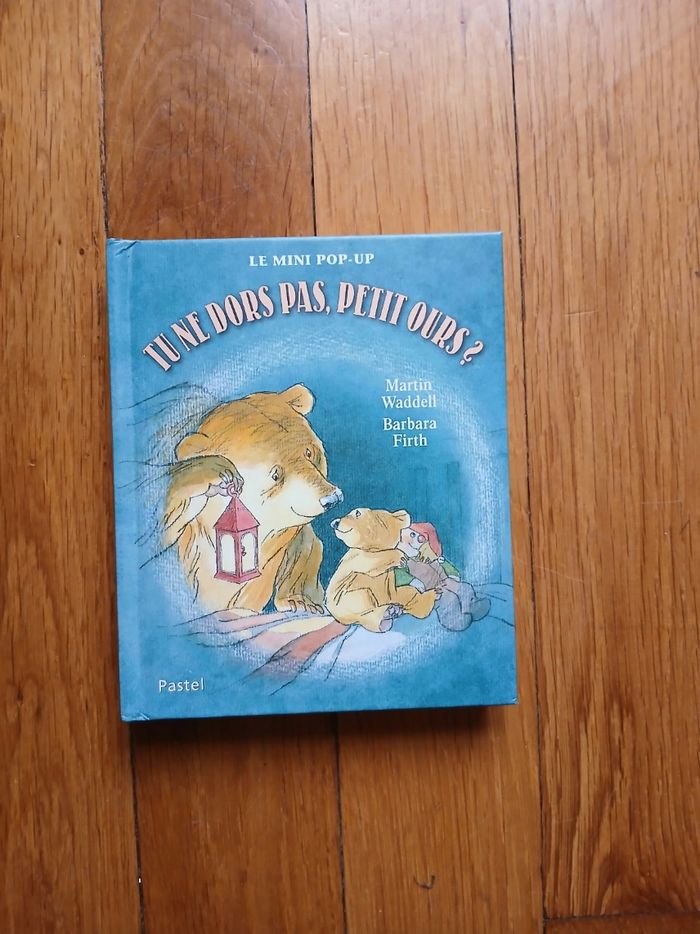 LE MINI POP-UP
TU NE DORS PAS, PETIT OURS ?
Martin
Waddell
Barbara
Firth
Pastel